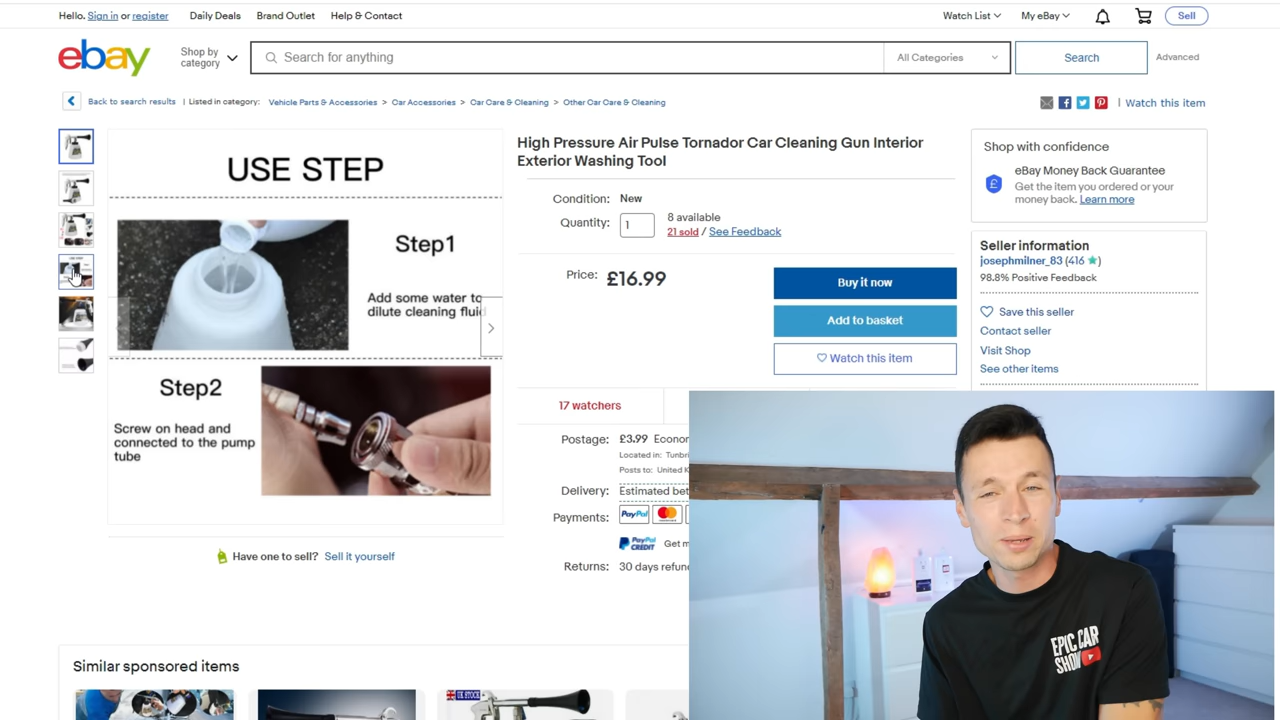 Hello. Sign in or register
Daily Deals
Brand Outlet
Help & Contact
Watch List
My eBay
Sell
ebay
Shop by
category
Search for anything
All Categories
Search
Advanced
Back to search results
Listed in category:
Vehicle Parts & Accessories > Car Accessories > Car Care & Cleaning > Other Car Care & Cleaning
Watch this item
USE STEP
Step1
Add some water to
dilute cleaning fluid
Step2
Screw on head and
connected to the pump
tube
Have one to sell? Sell it yourself
High Pressure Air Pulse Tornador Car Cleaning Gun Interior
Exterior Washing Tool
Condition: New
Quantity: 1
8 available
21 sold / See Feedback
Price: £16.99
Buy it now
Add to basket
Watch this item
17 watchers
Postage: £3.99
Located in:
Posts to: United
Delivery: Estimated
Payments: PayPal
PayPal
CREDIT
Get
Returns: 30 days
Shop with confidence
eBay Money Back Guarantee
Get the item you ordered or your
money back. Learn more
Seller information
josephmilner_83 (416)
98.8% Positive Feedback
Save this seller
Contact seller
Visit Shop
See other items
Similar sponsored items
UK STOCK
EPIC CAR
SHOW